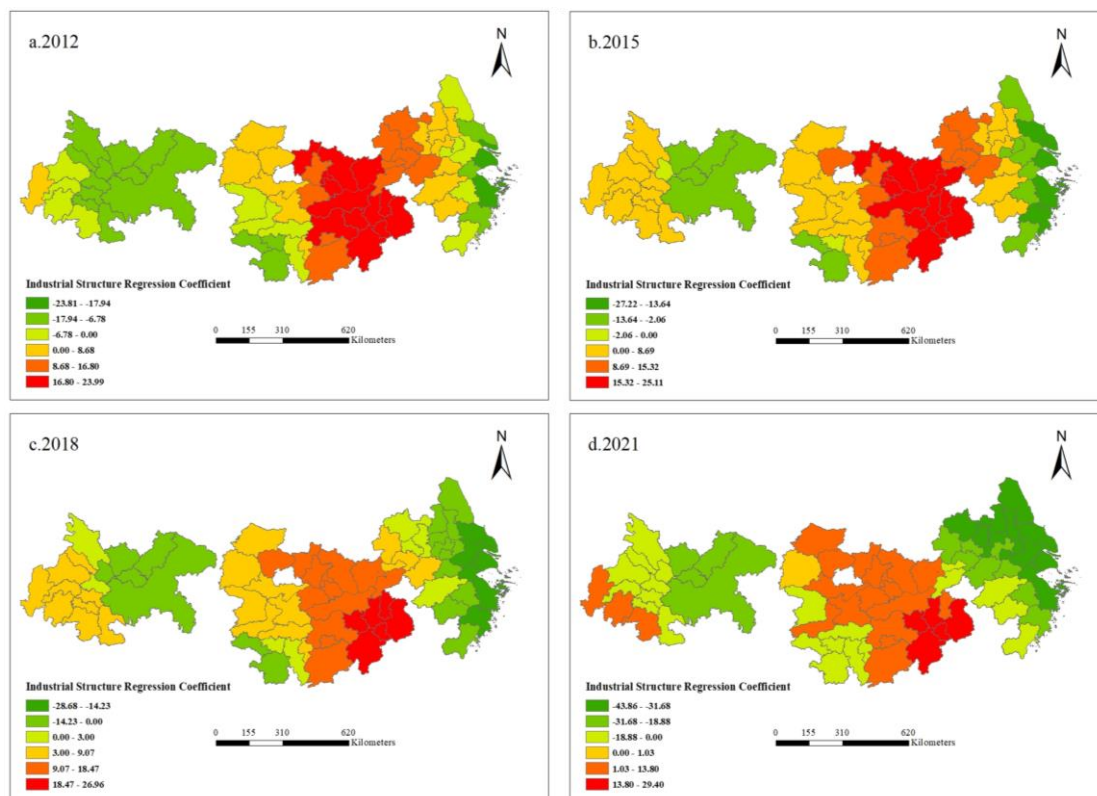 a.2012
N
Industrial Structure Regression Coefficient
-23.81 - -17.94
-17.94 - -6.78
-6.78 - 0.00
0.00 - 8.68
8.68 - 16.80
16.80 - 23.99
0 155 310 620
Kilometers
b.2015
N
Industrial Structure Regression Coefficient
-27.22 - -13.64
-13.64 - -2.06
-2.06 - 0.00
0.00 - 8.69
8.69 - 15.32
15.32 - 25.11
0 155 310 620
Kilometers
c.2018
N
Industrial Structure Regression Coefficient
-28.68 - -14.23
-14.23 - 0.00
0.00 - 3.00
3.00 - 9.07
9.07 - 18.47
18.47 - 26.96
0 155 310 620
Kilometers
d.2021
N
Industrial Structure Regression Coefficient
-43.86 - -31.68
-31.68 - -18.88
-18.88 - 0.00
0.00 - 1.03
1.03 - 13.80
13.80 - 29.40
0 155 310 620
Kilometers